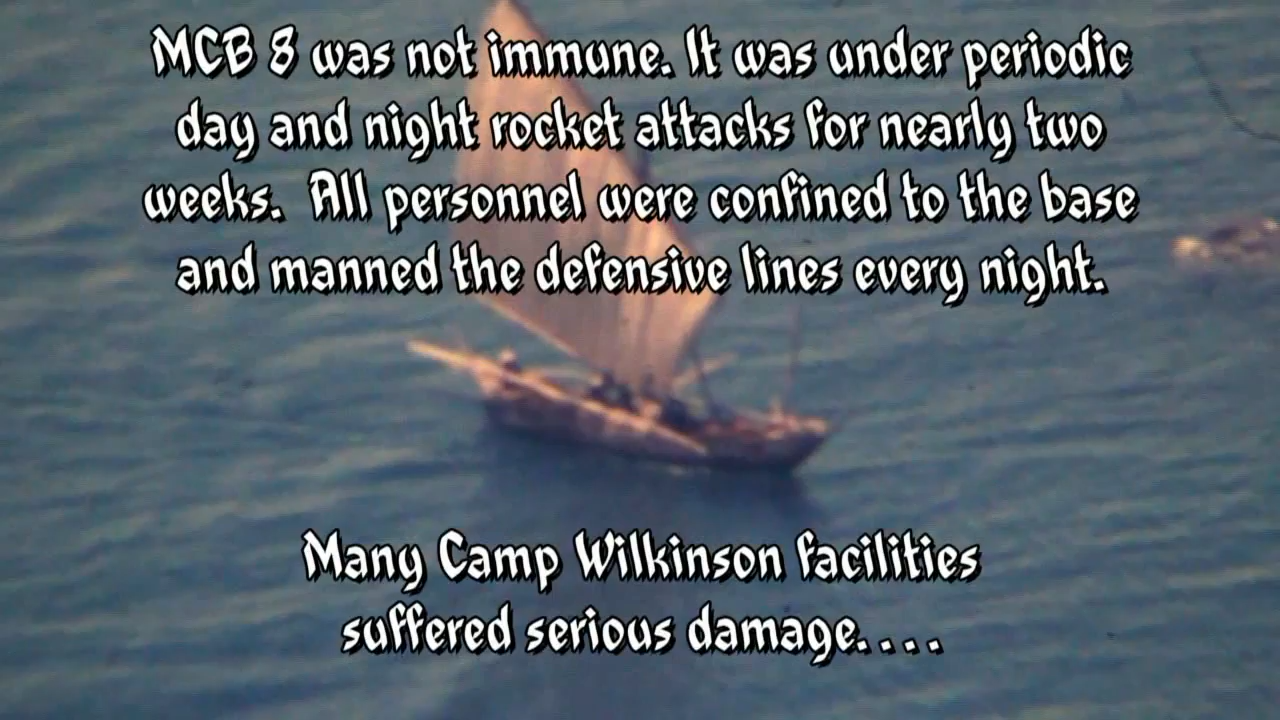 MCB 8 was not immune. It was under periodic
day and night rocket attacks for nearly two
weeks.  All personnel were confined to the base
and manned the defensive lines every night.
Many Camp Wilkinson facilities
suffered serious damage. . . .